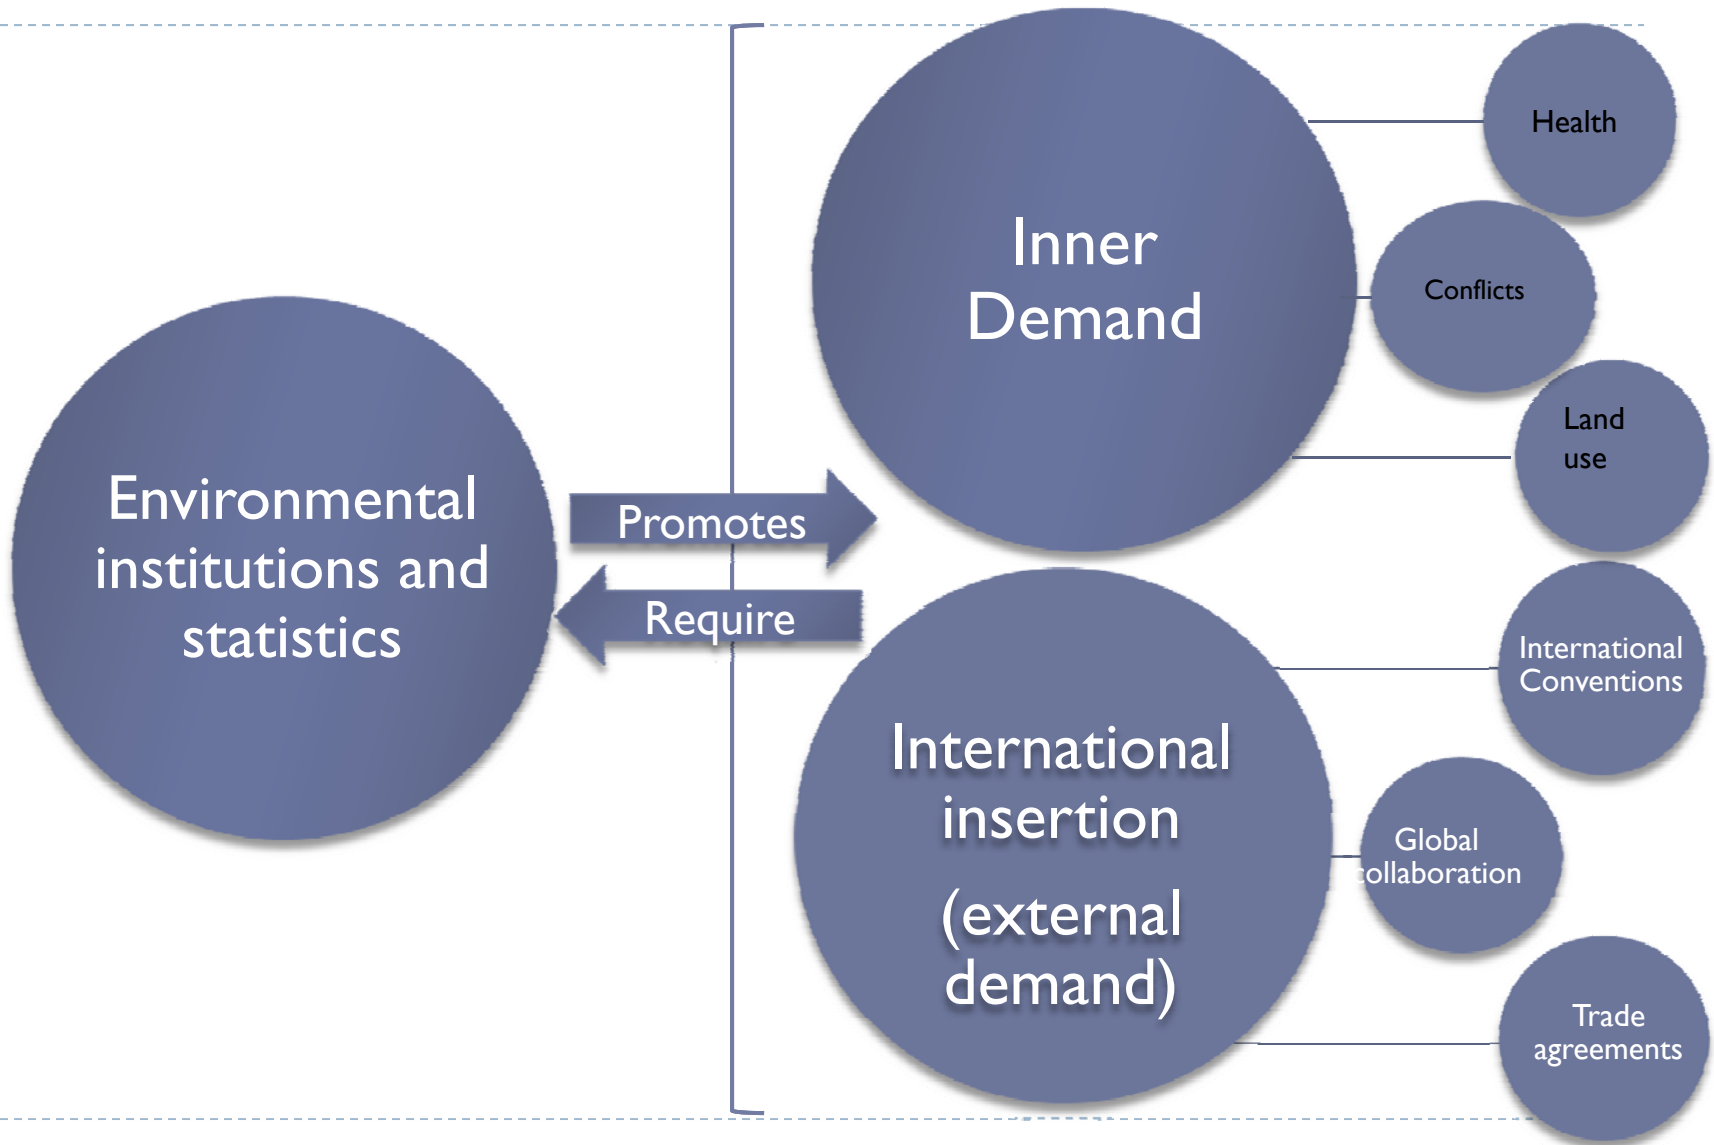 Environmental
institutions and
statistics
Promotes
Require
Inner
Demand
Health
Conflicts
Land
use
International
insertion
(external
demand)
International
Conventions
Global
collaboration
Trade
agreements